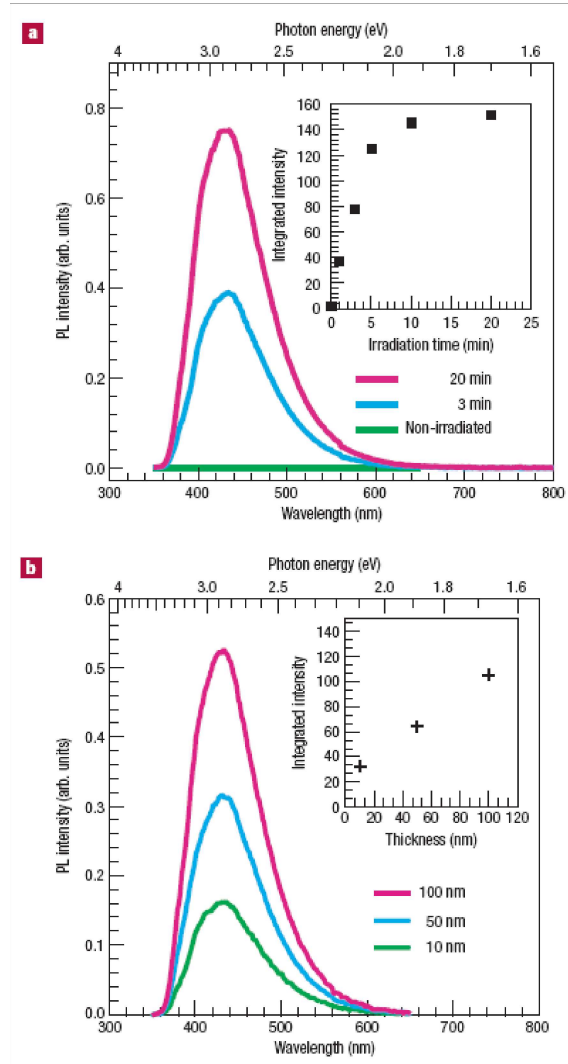 a
Photon energy (eV)
4 3.0 2.5 1.9 1.6
0.8
0.6
0.4
0.2
0.0
PL intensity (arb. units)
160
140
120
100
80
60
40
20
0
Integrated intensity
0 5 10 15 20 25
Irradiation time (min)
20 min
3 min
Non-irradiated
300 400 500 600 700 800
Wavelength (nm)
b
Photon energy (eV)
4 3.0 2.5 2.0 1.6
0.6
0.5
0.4
0.3
0.2
0.1
0.0
PL intensity (arb. units)
140
120
100
80
60
40
20
0
Integrated intensity
0 20 40 60 80 100 120
Thickness (nm)
100 nm
50 nm
10 nm
300 400 500 600 700 800
Wavelength (nm)